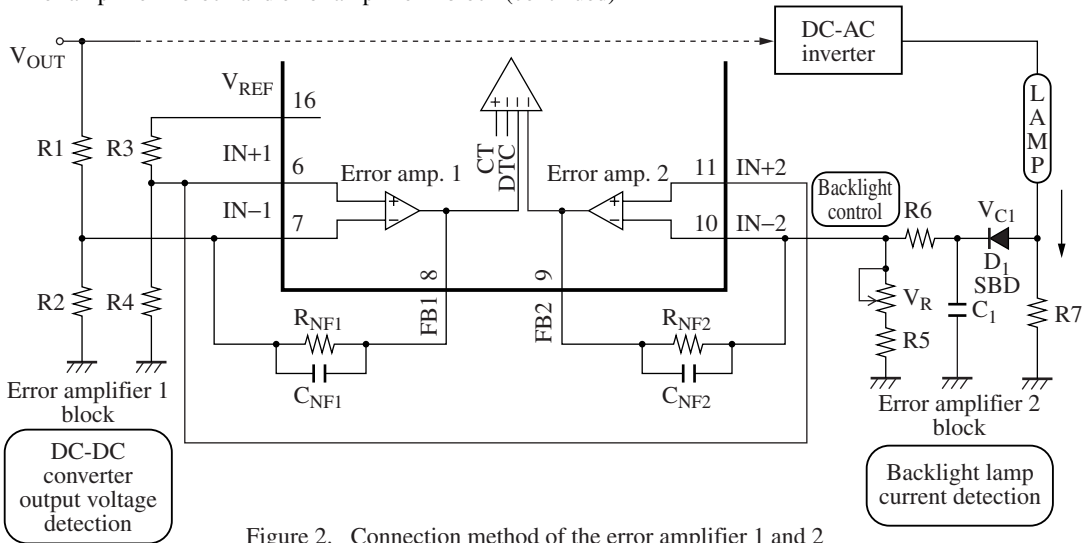 DC-AC
inverter
V_OUT
V_REF
16
L
A
M
P
R1
R3
IN+1
6
Error amp. 1
CT
DTC
Error amp. 2
11
IN+2
Backlight
control
IN−1
7
10
IN−2
R6
V_C1
D_1
SBD
R2
R4
8
FB1
9
FB2
V_R
C_1
R7
R_NF1
R_NF2
R5
C_NF1
C_NF2
+
−
+
−
+
−
−
−
Error amplifier 1
block
Error amplifier 2
block
DC-DC
converter
output voltage
detection
Backlight lamp
current detection
Figure 2. Connection method of the error amplifier 1 and 2